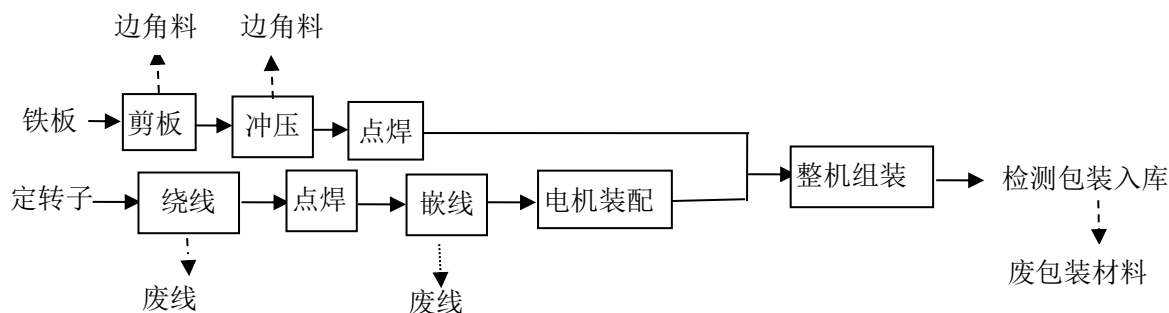 边角料 边角料
铁板 剪板 冲压 点焊
整机组装 检测包装入库
定转子 绕线 点焊 嵌线 电机装配
废包装材料
废线 废线